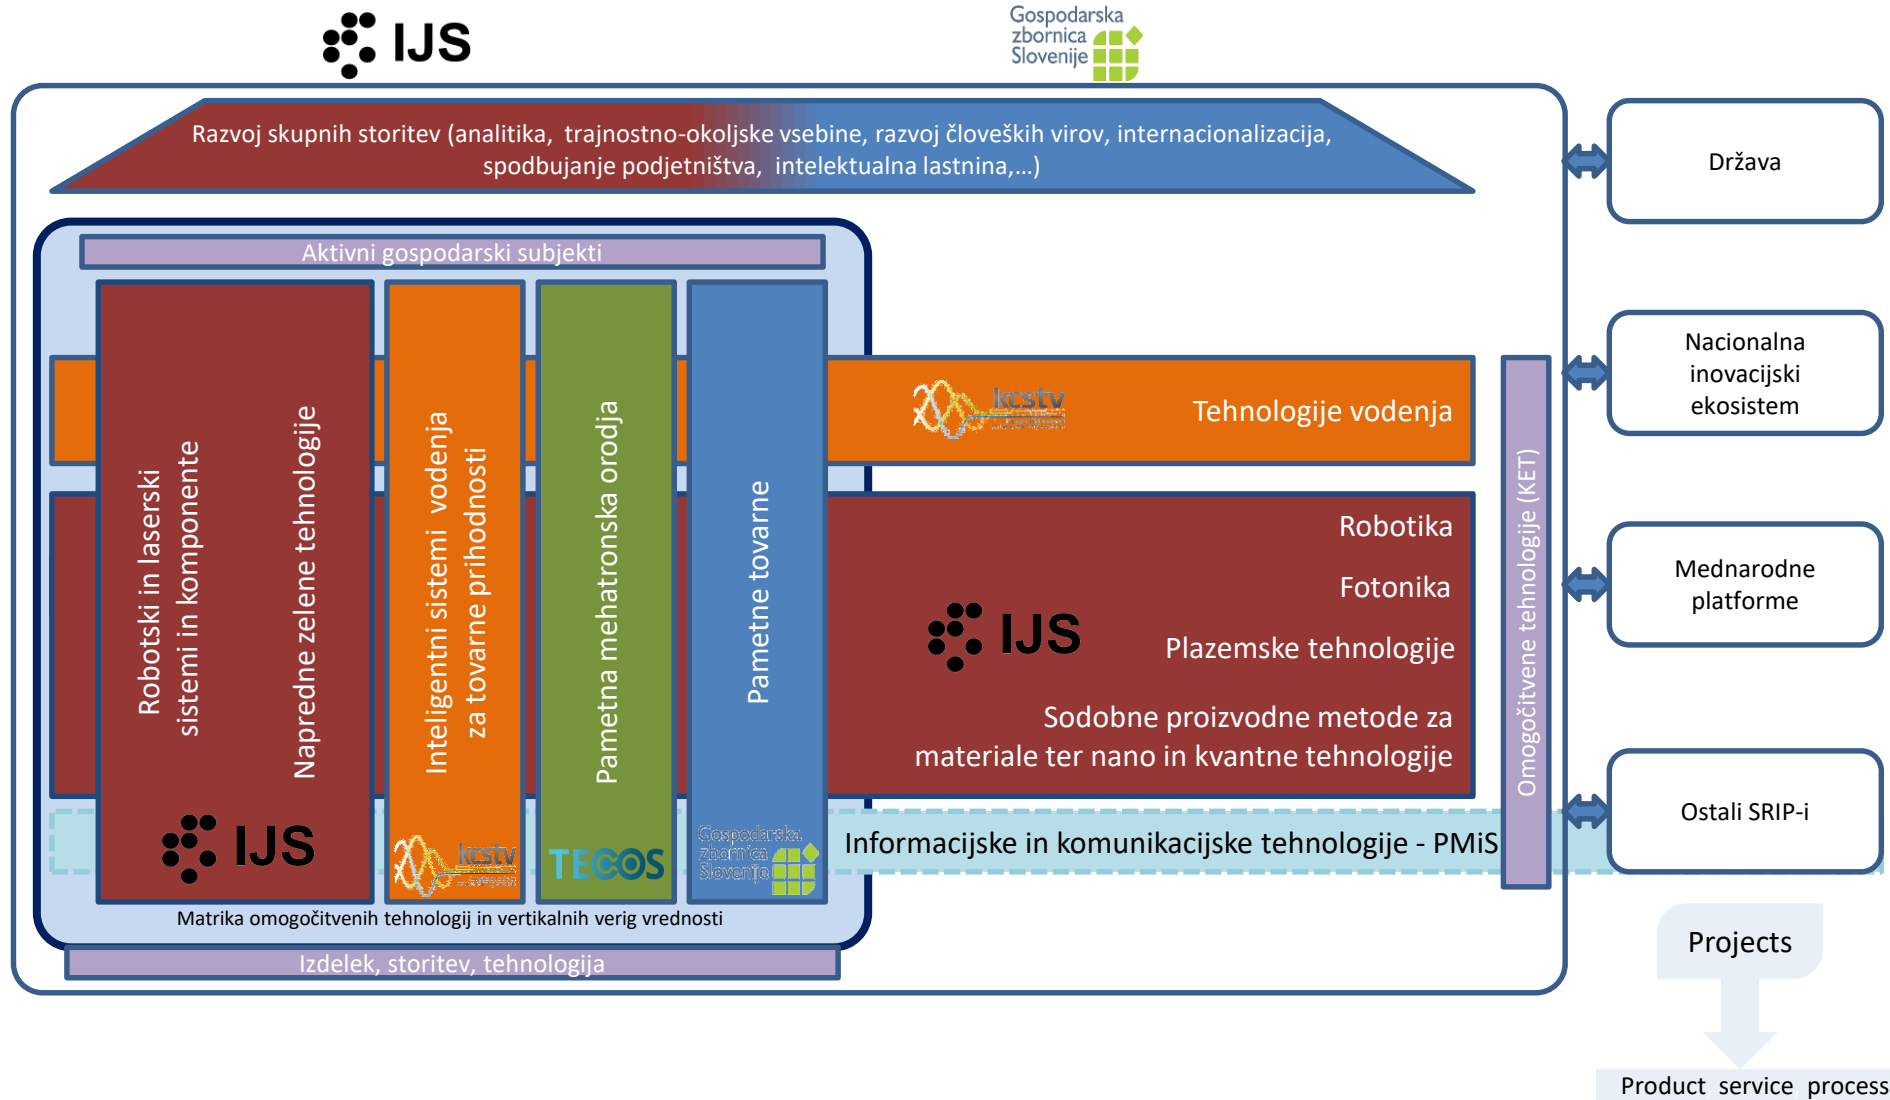 IJS
Gospodarska
zbornica
Slovenije
Razvoj skupnih storitev (analitika, trajnostno-okoljske vsebine, razvoj človeških virov, internacionalizacija,
spodbujanje podjetništva, intelektualna lastnina,...)
Aktivni gospodarski subjekti
Robotski in laserski
sistemi in komponente
Napredne zelene tehnologije
IJS
Inteligentni sistemi vodenja
za tovarne prihodnosti
kcstv
Pametna mehatronska orodja
TECOS
Pametne tovarne
Gospodarska
zbornica
Slovenije
kcstv
Tehnologije vodenja
IJS
Robotika
Fotonika
Plazemske tehnologije
Sodobne proizvodne metode za
materiale ter nano in kvantne tehnologije
Informacijske in komunikacijske tehnologije - PMiS
Omogočitvene tehnologije (KET)
Matrika omogočitvenih tehnologij in vertikalnih verig vrednosti
Izdelek, storitev, tehnologija
Država
Nacionalna
inovacijski
ekosistem
Mednarodne
platforme
Ostali SRIP-i
Projects
Product service process